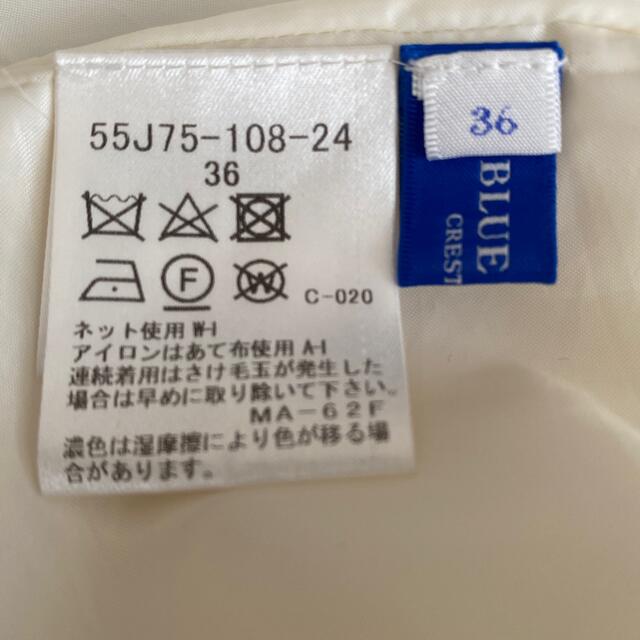 55J75-108-24
36
F
W
C-020
ネット使用 W-I
アイロンはあて布使用 A-I
連続着用はさけ毛玉が発生した
場合は早めに取り除いて下さい。
MA-62F
濃色は湿摩擦により色が移る場
合があります。
36
BLUE
CREST